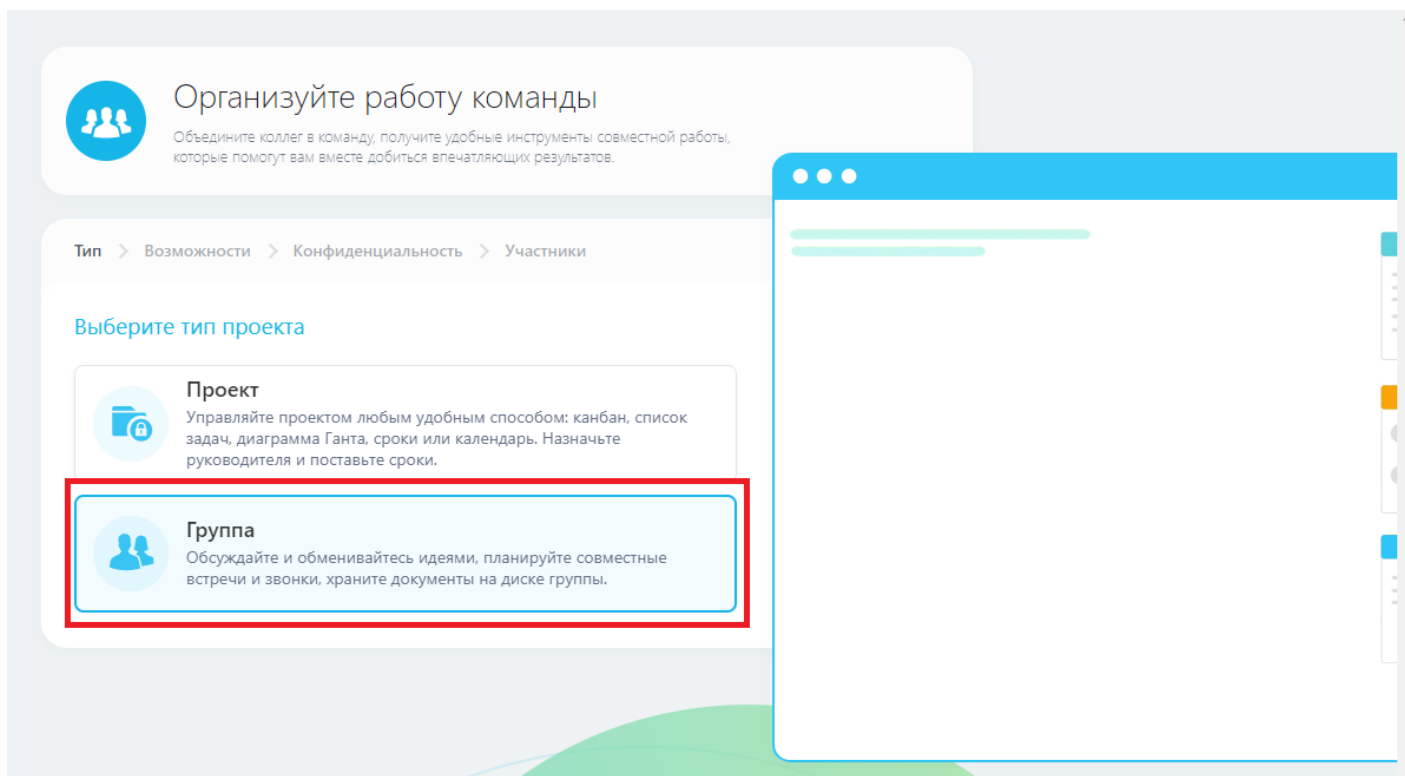 Организуйте работу команды
Объедините коллег в команду, получите удобные инструменты совместной работы,
которые помогут вам вместе добиться впечатляющих результатов.
Тип > Возможности > Конфиденциальность > Участники
Выберите тип проекта
Проект
Управляйте проектом любым удобным способом: канбан, список
задач, диаграмма Ганта, сроки или календарь. Назначьте
руководителя и поставьте сроки.
Группа
Обсуждайте и обменивайтесь идеями, планируйте совместные
встречи и звонки, храните документы на диске группы.